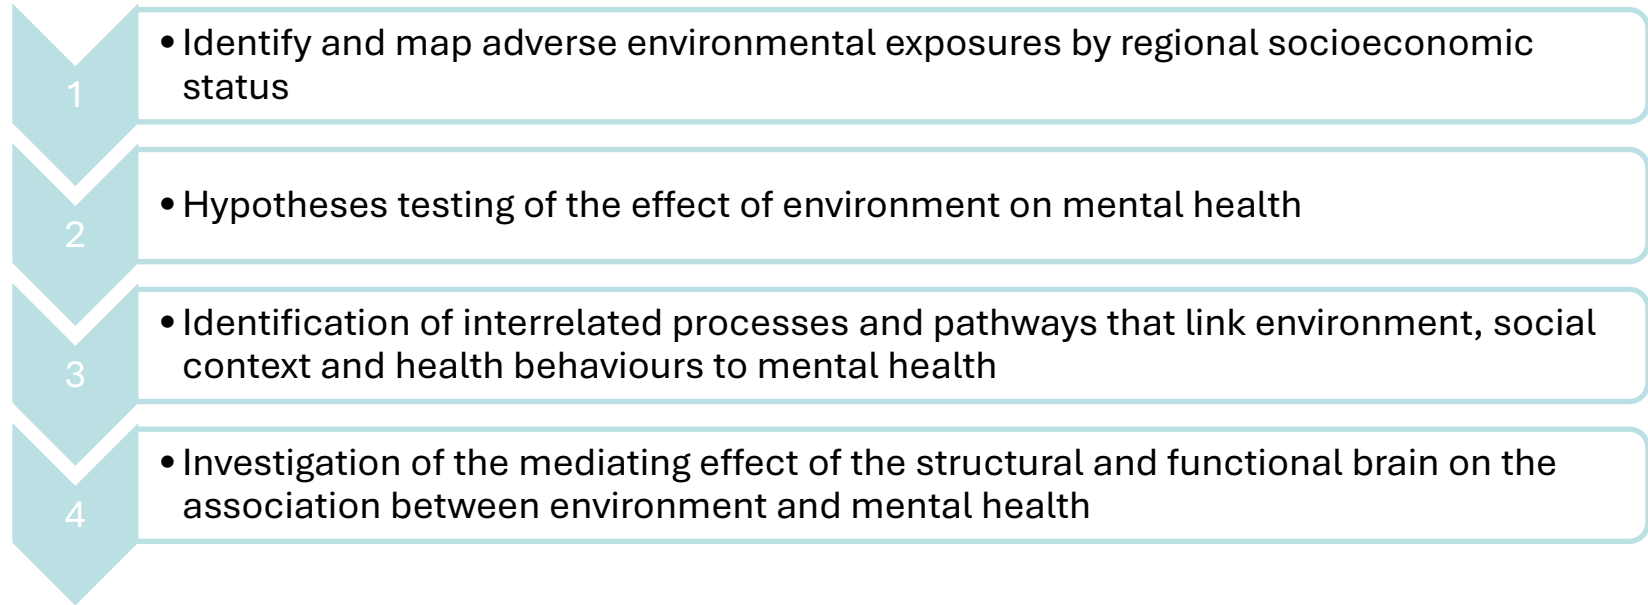 1
• Identify and map adverse environmental exposures by regional socioeconomic
status
2
• Hypotheses testing of the effect of environment on mental health
3
• Identification of interrelated processes and pathways that link environment, social
context and health behaviours to mental health
4
• Investigation of the mediating effect of the structural and functional brain on the
association between environment and mental health